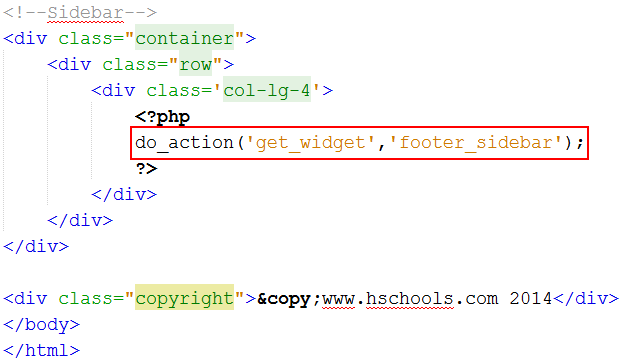 <!--Sidebar-->
<div class="container">
<div class="row">
<div class='col-lg-4'>
<?php
do_action('get_widget','footer_sidebar');
?>
</div>
</div>
</div>
<div class="copyright">&copy;www.hschools.com 2014</div>
</body>
</html>